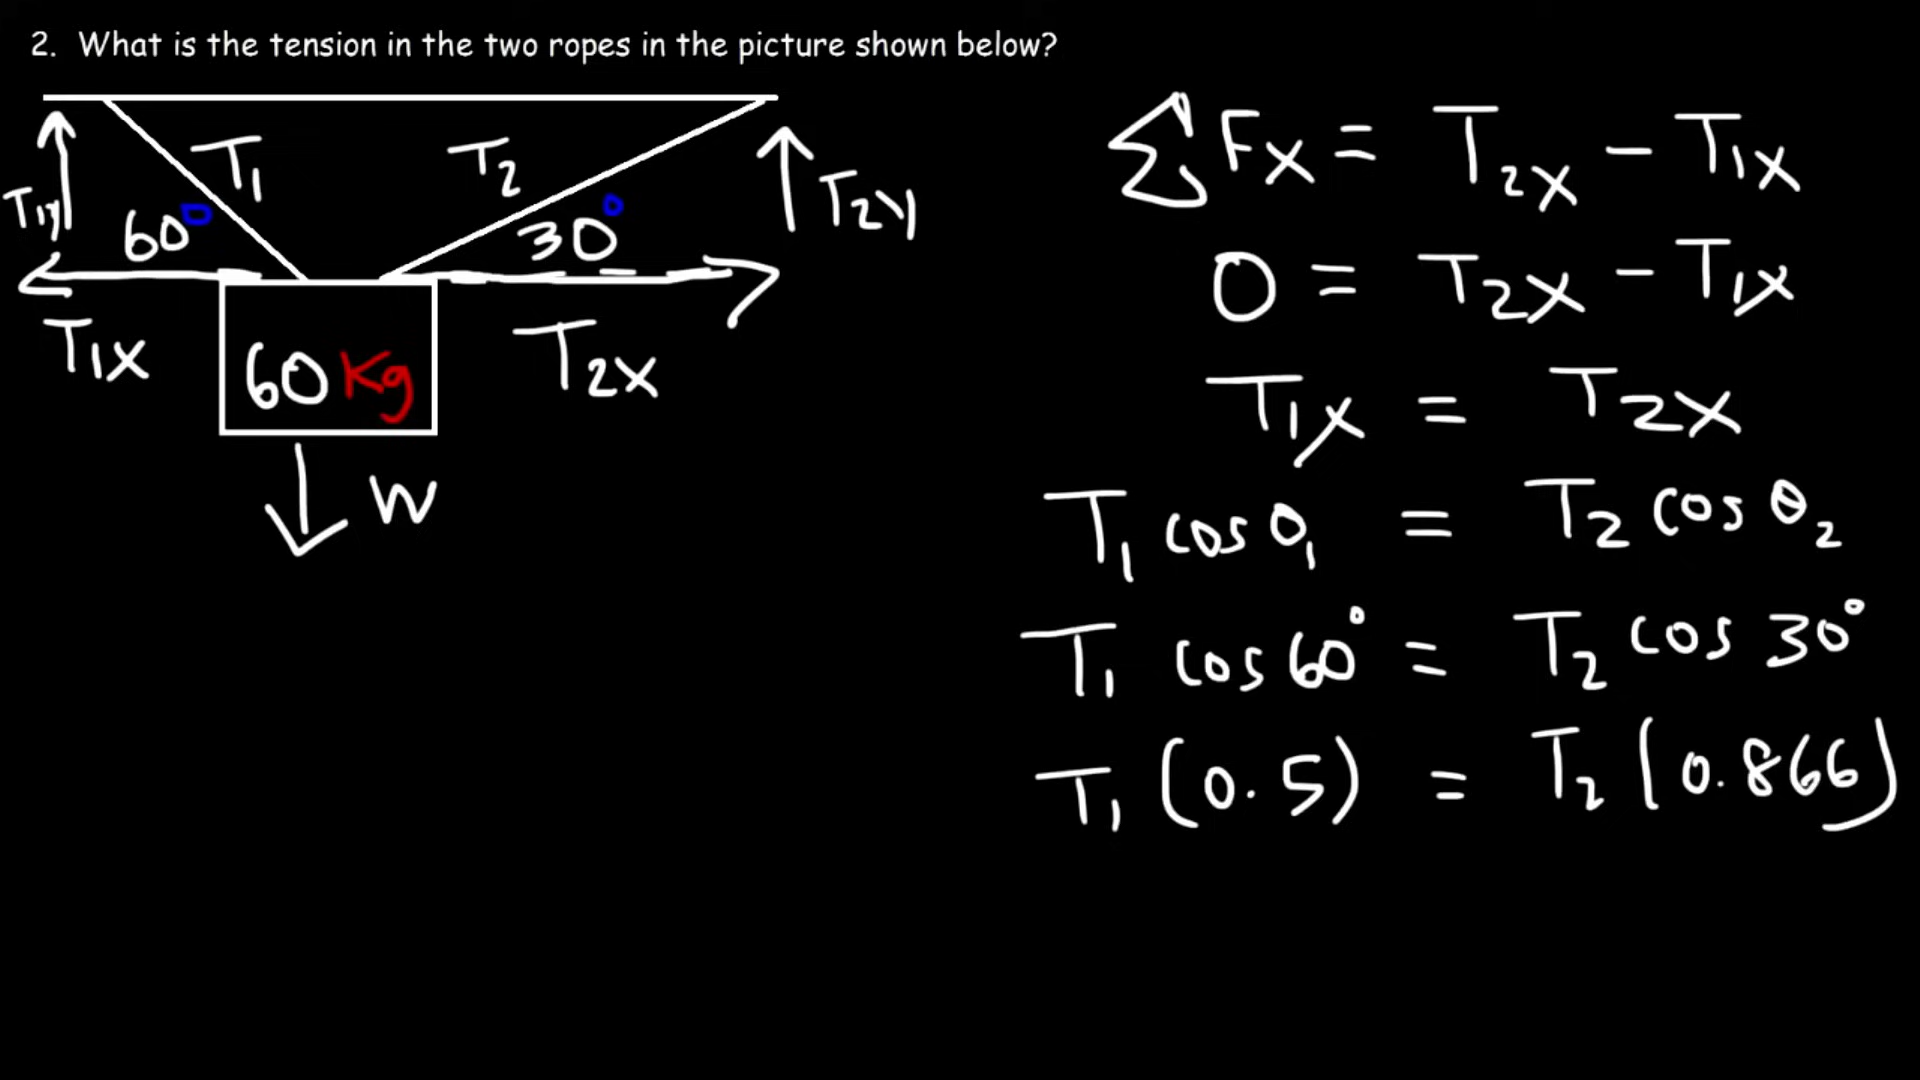 2. What is the tension in the two ropes in the picture shown below?
T1y
60°
T1
T2
30°
T2y
T1x
60 Kg
T2x
W
∑Fx = T2x - T1x
0 = T2x - T1x
T1x = T2x
T1 cos θ1 = T2 cos θ2
T1 cos 60° = T2 cos 30°
T1 (0.5) = T2 (0.866)